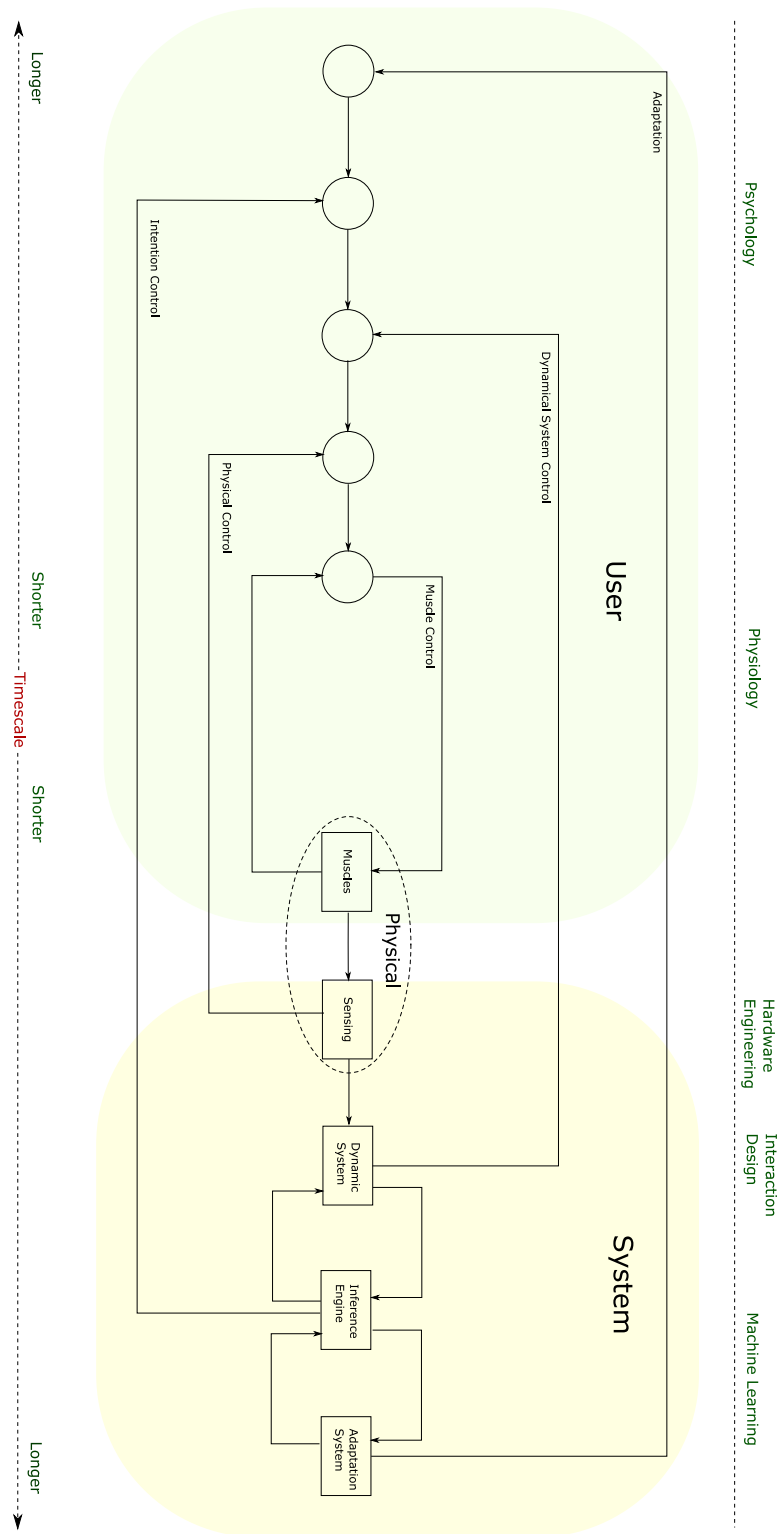 Psychology
Physiology
Hardware
Engineering
Interaction
Design
Machine Learning
Adaptation
User
System
Dynamical System Control
Muscle Control
Physical
Muscles
Sensing
Dynamic
System
Inference
Engine
Adaptation
System
Physical Control
Intention Control
Longer
Shorter
Timescale
Shorter
Longer